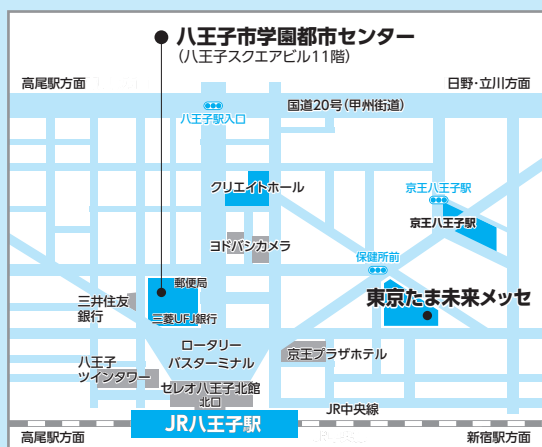 八王子市学園都市センター
(八王子スクエアビル11階)
高尾駅方面
日野・立川方面
国道20号(甲州街道)
八王子駅入口
クリエイトホール
京王八王子駅
京王八王子駅
ヨドバシカメラ
保健所前
郵便局
東京たま未来メッセ
三井住友
銀行
三菱UFJ銀行
ロータリー
バスターミナル
京王プラザホテル
八王子
ツインタワー
セレオ八王子北館
北口
JR中央線
JR八王子駅
高尾駅方面
新宿駅方面